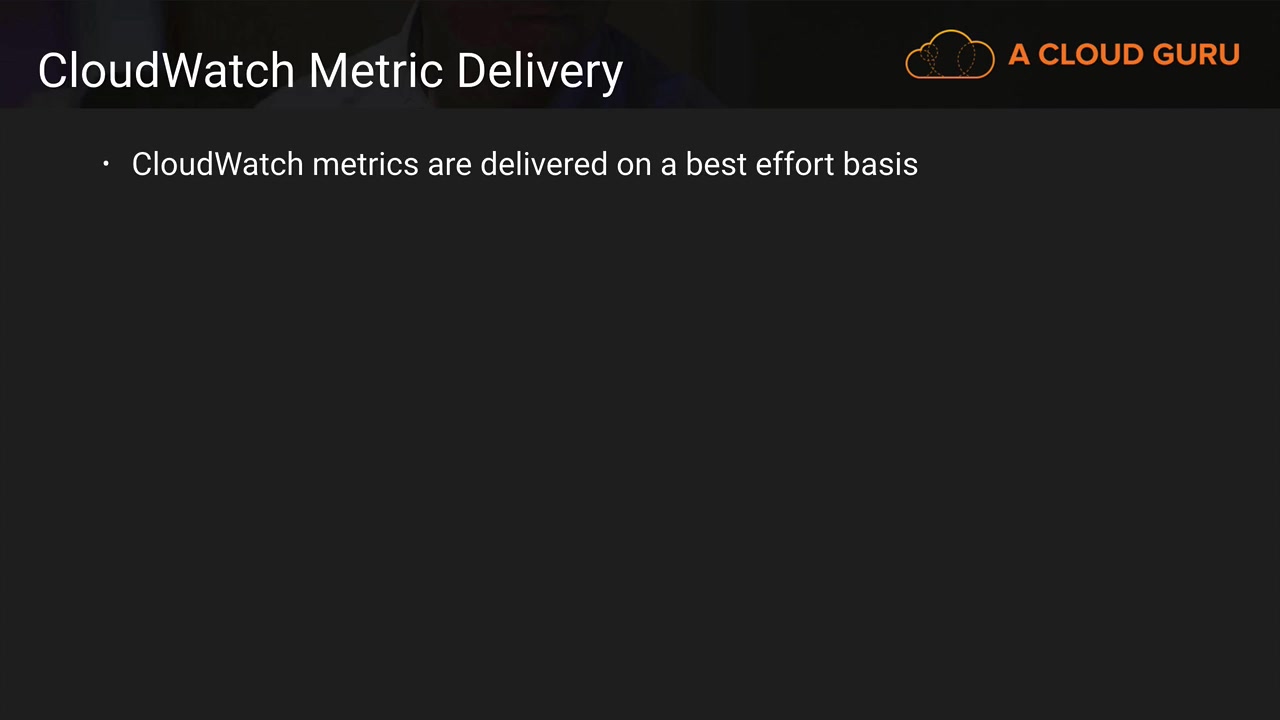 CloudWatch Metric Delivery
A CLOUD GURU
• CloudWatch metrics are delivered on a best effort basis